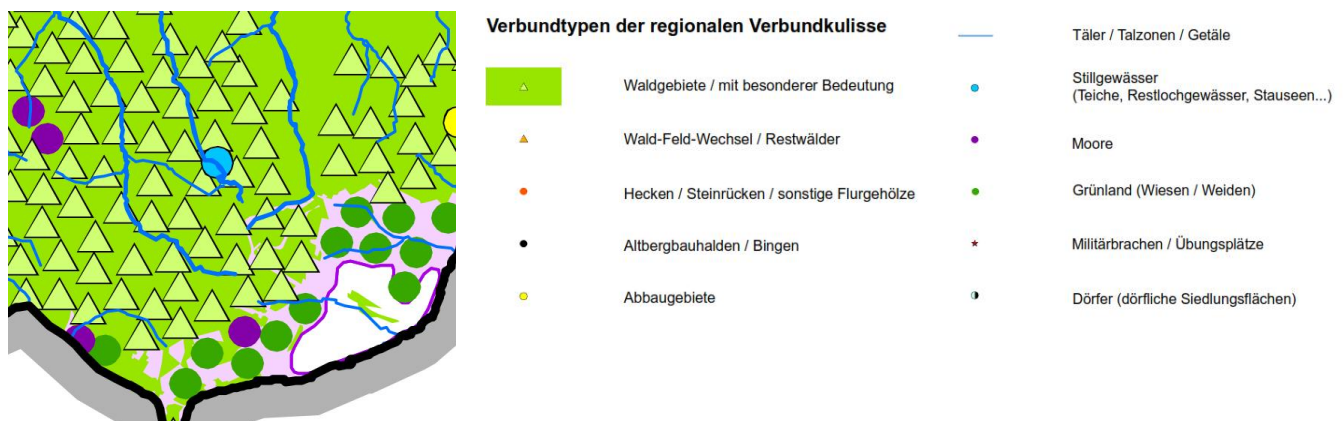 Verbundtypen der regionalen Verbundkulisse
Waldgebiete / mit besonderer Bedeutung
Wald-Feld-Wechsel / Restwälder
Hecken / Steinrücken / sonstige Flurgehölze
Altbergbauhalden / Bingen
Abbaugebiete
Täler / Talzonen / Getäle
Stillgewässer
(Teiche, Restlochgewässer, Stauseen...)
Moore
Grünland (Wiesen / Weiden)
Militärbrachen / Übungsplätze
Dörfer (dörfliche Siedlungsflächen)